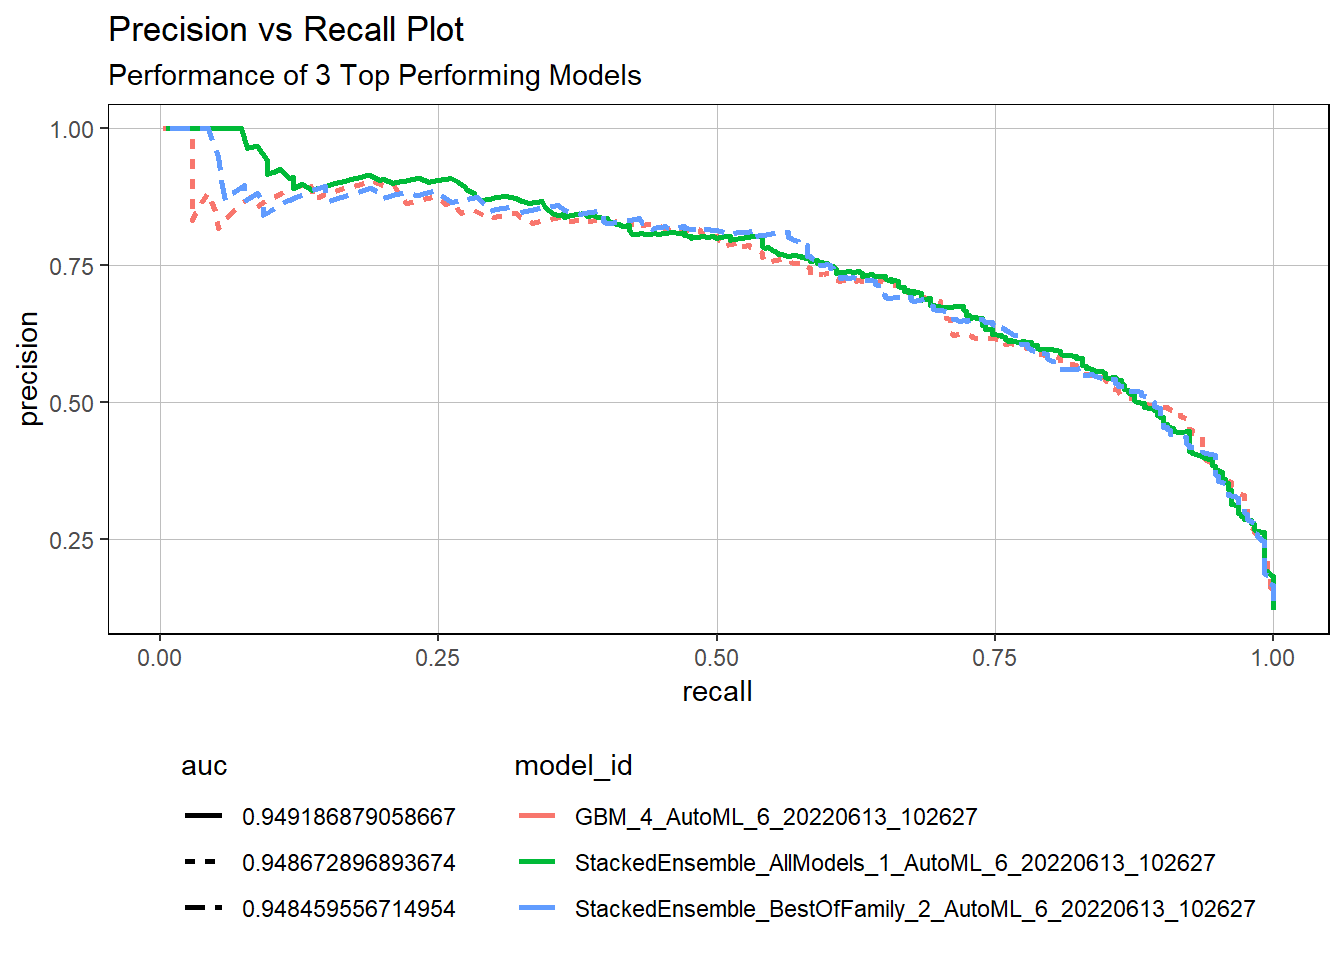 Precision vs Recall Plot
Performance of 3 Top Performing Models
1.00
0.75
0.50
0.25
precision
0.00 0.25 0.50 0.75 1.00
recall
auc model_id
0.949186879058667 GBM_4_AutoML_6_20220613_102627
0.948672896893674 StackedEnsemble_AllModels_1_AutoML_6_20220613_102627
0.948459556714954 StackedEnsemble_BestOfFamily_2_AutoML_6_20220613_102627